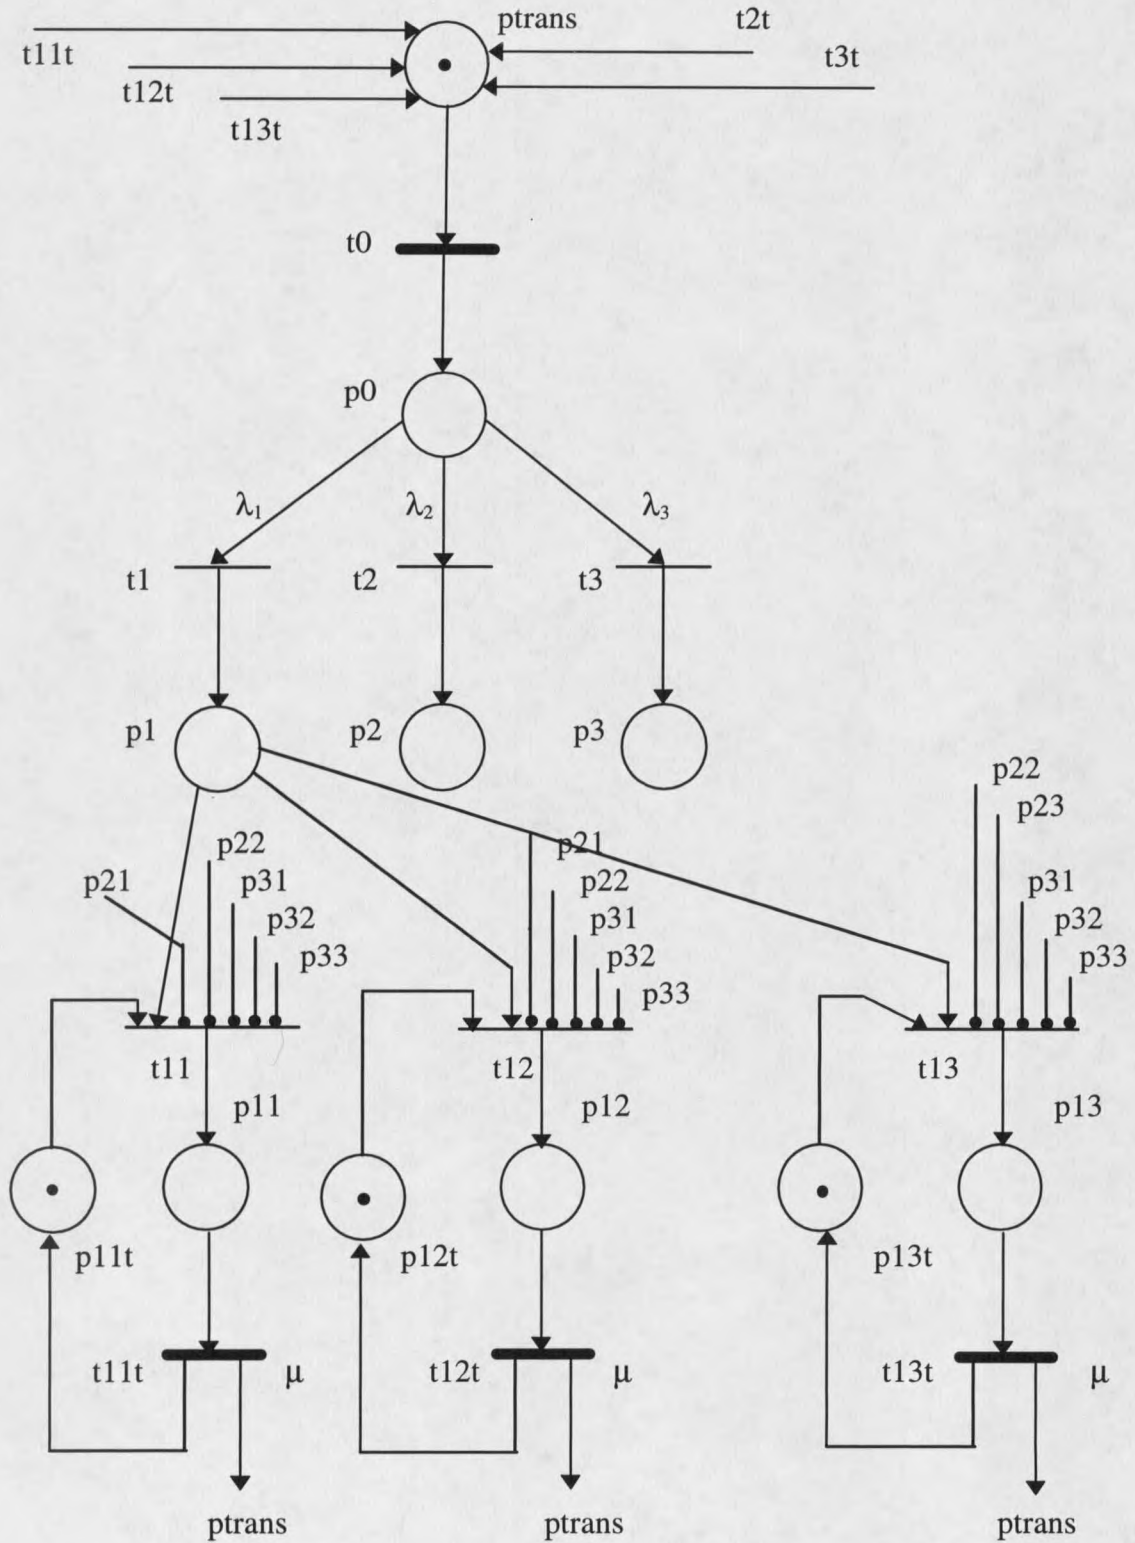 ptrans
t2t
t11t
t3t
t12t
t13t
t0
p0
λ₁
λ₂
λ₃
t1
t2
t3
p1
p2
p3
p22
p23
p22
p21
p21
p31
p22
p31
p32
p31
p32
p33
p32
p33
p33
t11
t12
t13
p11
p12
p13
p11t
p12t
p13t
t11t
μ
t12t
μ
t13t
μ
ptrans
ptrans
ptrans